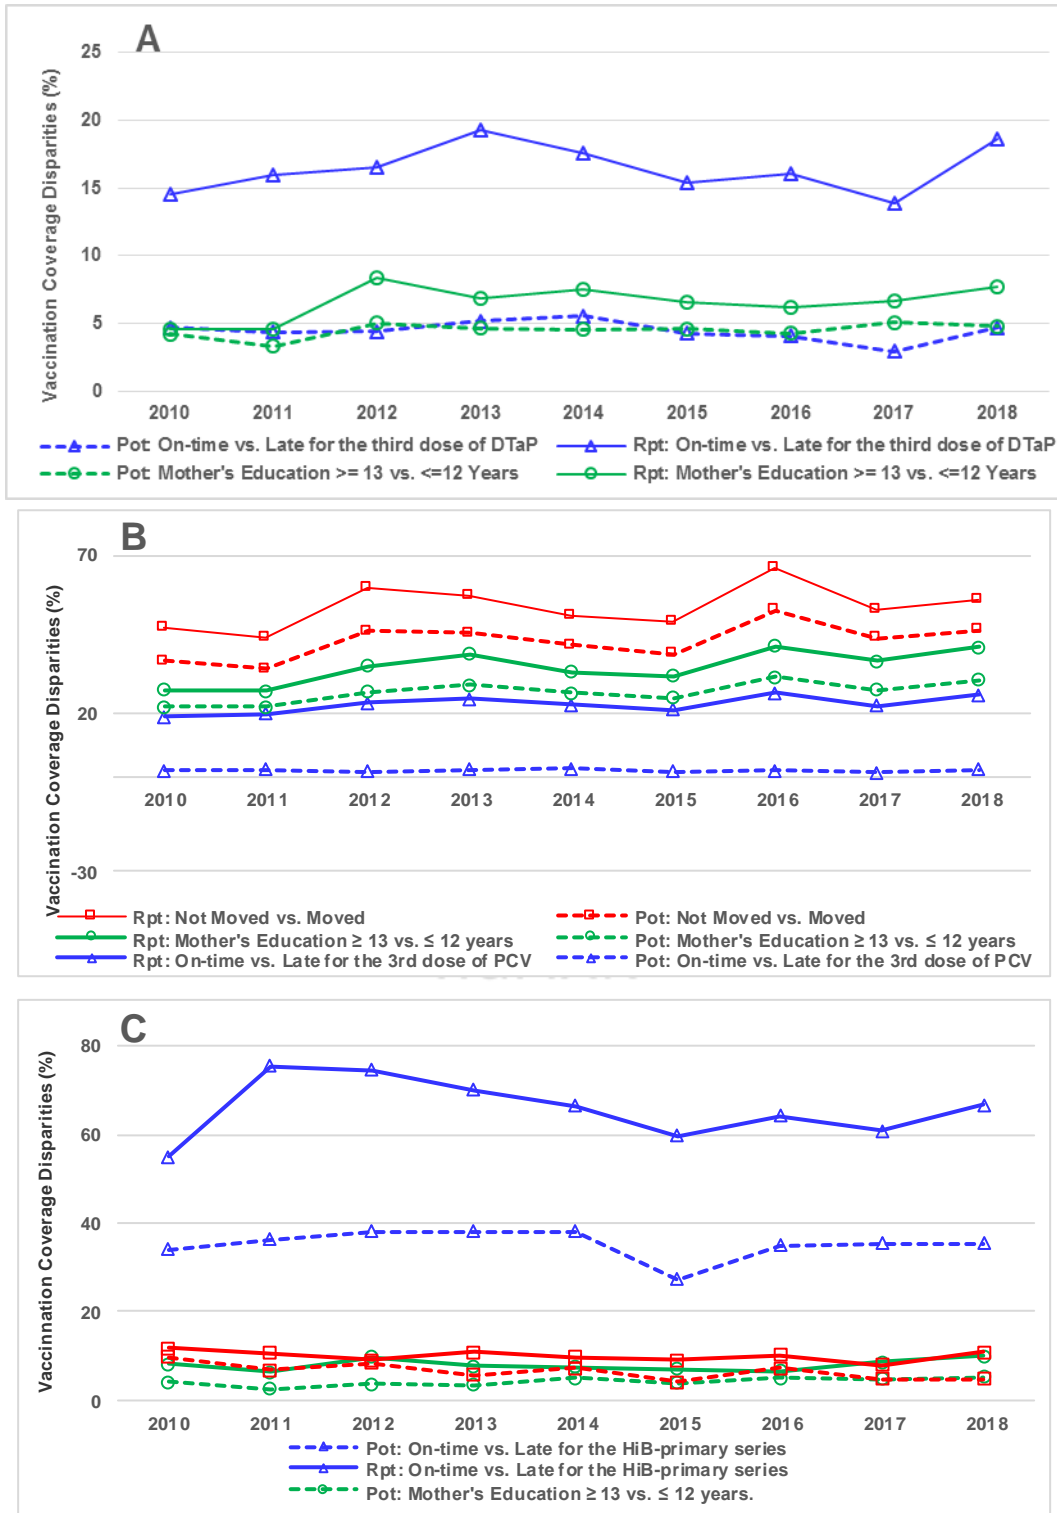 A
Vaccination Coverage Disparities (%)
25
20
15
10
5
0
2010 2011 2012 2013 2014 2015 2016 2017 2018
Pot: On-time vs. Late for the third dose of DTaP Rpt: On-time vs. Late for the third dose of DTaP
Pot: Mother's Education >= 13 vs. <=12 Years Rpt: Mother's Education >= 13 vs. <=12 Years
B
Vaccination Coverage Disparities (%)
70
20
2010 2011 2012 2013 2014 2015 2016 2017 2018
-30
Rpt: Not Moved vs. Moved Pot: Not Moved vs. Moved
Rpt: Mother's Education ≥ 13 vs. ≤ 12 years Pot: Mother's Education ≥ 13 vs. ≤ 12 years
Rpt: On-time vs. Late for the 3rd dose of PCV Pot: On-time vs. Late for the 3rd dose of PCV
C
Vaccinnation Coverage Disparities (%)
80
60
40
20
0
2010 2011 2012 2013 2014 2015 2016 2017 2018
Pot: On-time vs. Late for the HiB-primary series
Rpt: On-time vs. Late for the HiB-primary series
Pot: Mother's Education ≥ 13 vs. ≤ 12 years.